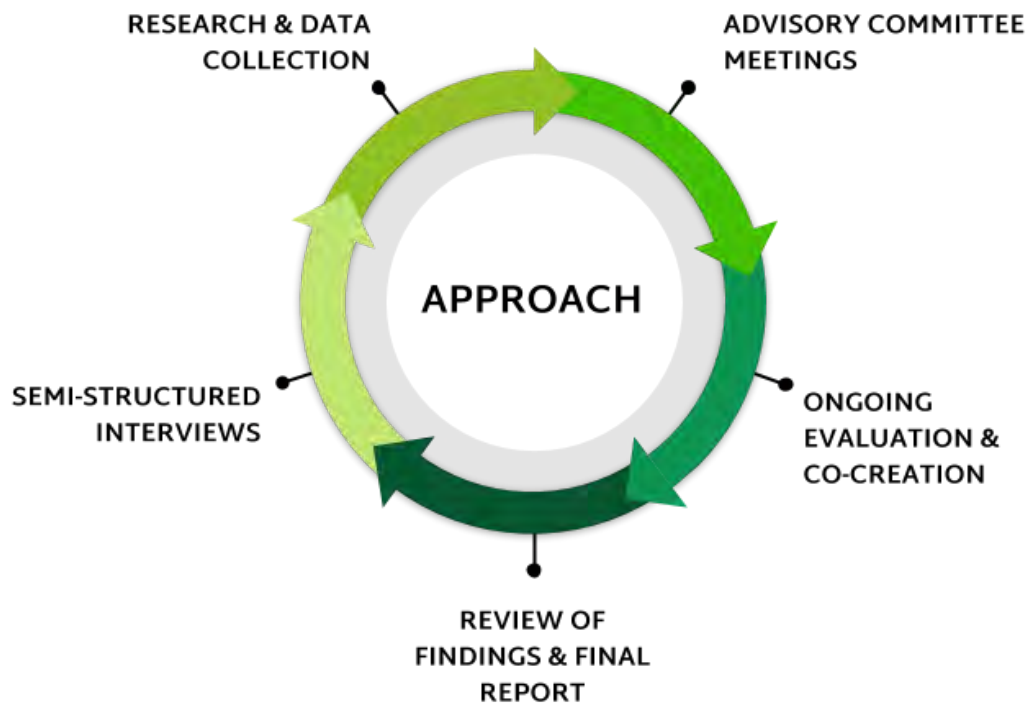 RESEARCH & DATA
COLLECTION
ADVISORY COMMITTEE
MEETINGS
APPROACH
SEMI-STRUCTURED
INTERVIEWS
ONGOING
EVALUATION &
CO-CREATION
REVIEW OF
FINDINGS & FINAL
REPORT